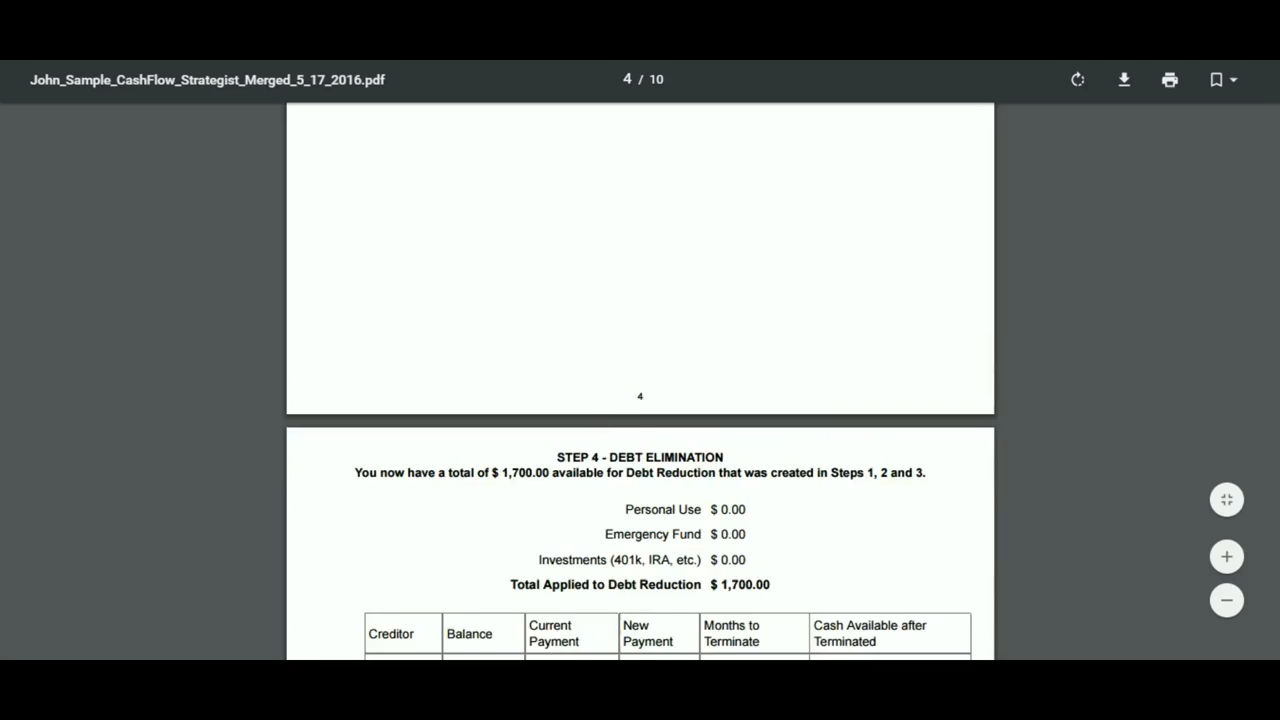 John_Sample_CashFlow_Strategist_Merged_5_17_2016.pdf
4 / 10
4
STEP 4 - DEBT ELIMINATION
You now have a total of $ 1,700.00 available for Debt Reduction that was created in Steps 1, 2 and 3.
Personal Use $ 0.00
Emergency Fund $ 0.00
Investments (401k, IRA, etc.) $ 0.00
Total Applied to Debt Reduction $ 1,700.00
Creditor
Balance
Current
Payment
New
Payment
Months to
Terminate
Cash Available after
Terminated